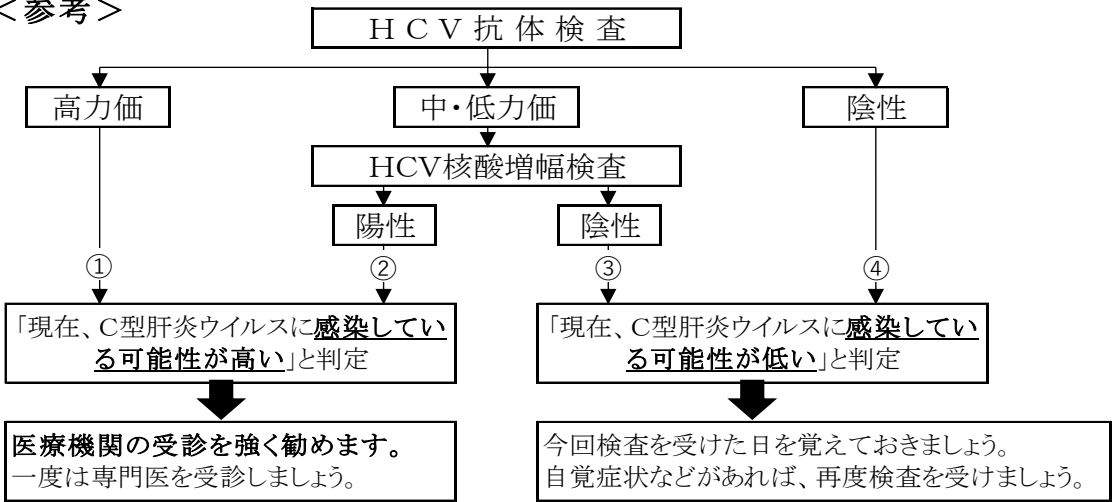 ＜参考＞
ＨＣＶ抗体検査
高力価
中・低力価
陰性
HCV核酸増幅検査
陽性
陰性
①
②
③
④
「現在、C型肝炎ウイルスに感染してい
る可能性が高い」と判定
「現在、C型肝炎ウイルスに感染してい
る可能性が低い」と判定
医療機関の受診を強く勧めます。
一度は専門医を受診しましょう。
今回検査を受けた日を覚えておきましょう。
自覚症状などがあれば、再度検査を受けましょう。